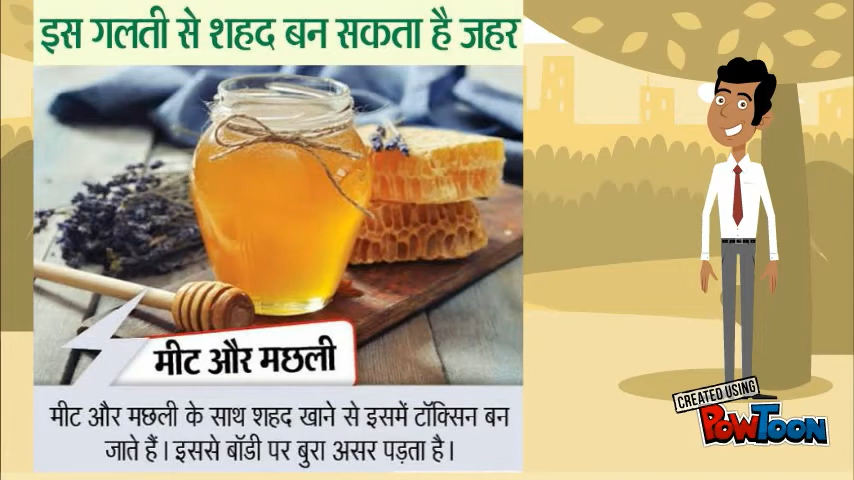 इस गलती से शहद बन सकता है जहर
मीट और मछली
मीट और मछली के साथ शहद खाने से इसमें टॉक्सिन बन
जाते हैं। इससे बॉडी पर बुरा असर पड़ता है।
CREATED USING
POWTOON